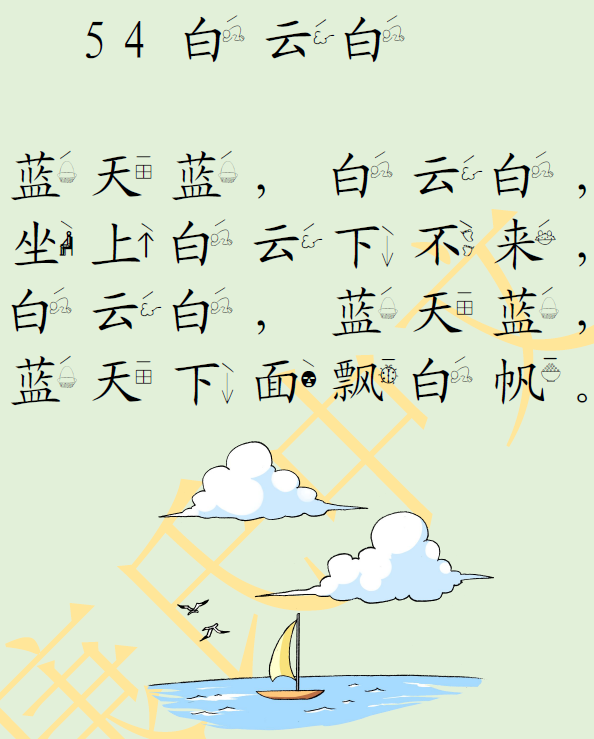 54 白云白
蓝天蓝，白云白，
坐上白云下不来，
白云白，蓝天蓝，
蓝天下面飘白帆。